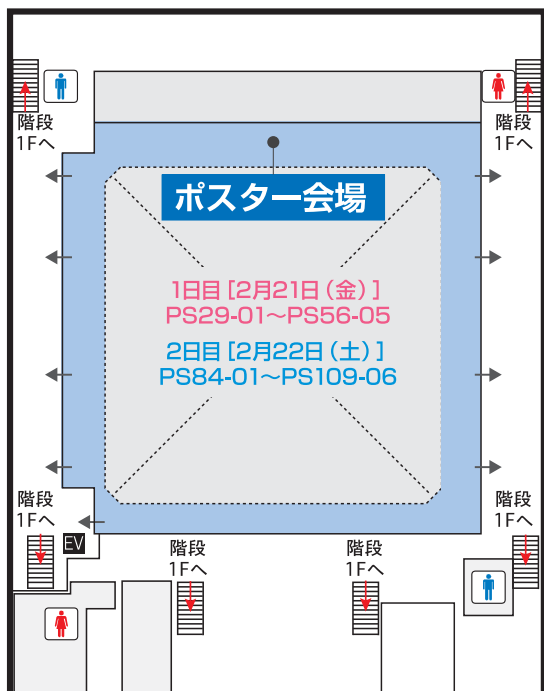 階段
1Fへ
階段
1Fへ
ポスター会場
1日目 [2月21日 (金) ]
PS29-01～PS56-05
2日目 [2月22日 (土) ]
PS84-01～PS109-06
階段
1Fへ
階段
1Fへ
EV
階段
1Fへ
階段
1Fへ